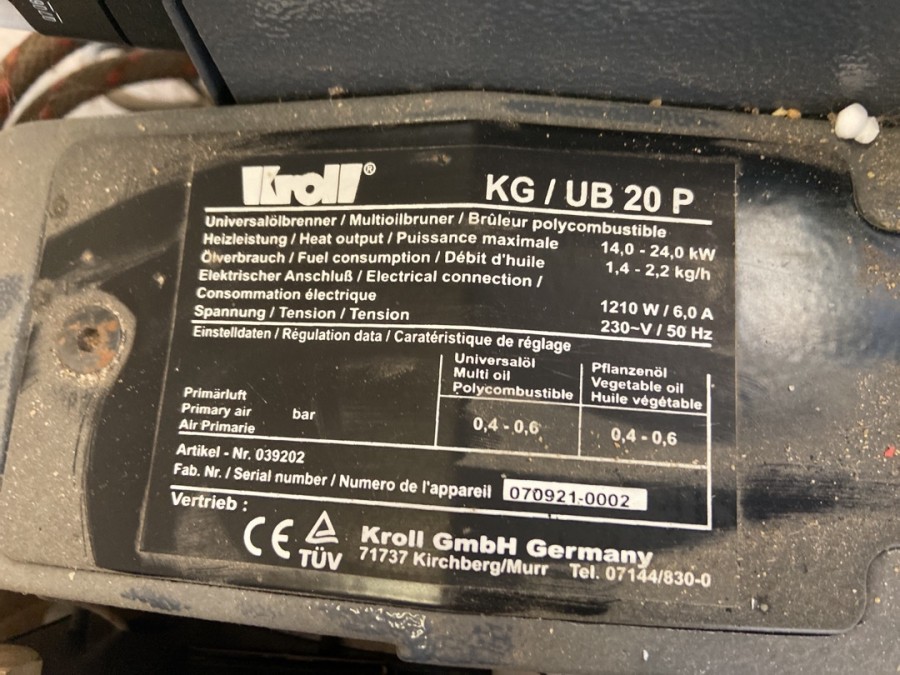 Kroll®
KG / UB 20 P
Universalölbrenner / Multioilbruner / Brûleur polycombustible
Heizleistung / Heat output / Puissance maximale 14,0 - 24,0 kW
Ölverbrauch / Fuel consumption / Débit d'huile 1,4 - 2,2 kg/h
Elektrischer Anschluß / Electrical connection /
Consommation électrique 1210 W / 6,0 A
Spannung / Tension / Tension 230~V / 50 Hz
Einstelldaten / Régulation data / Caratéristique de réglage
Universalöl
Multi oil
Polycombustible
Pflanzenöl
Vegetable oil
Huile végétable
Primärluft
Primary air bar
Air Primarie
0,4 - 0,6
0,4 - 0,6
Artikel - Nr. 039202
Fab. Nr. / Serial number / Numero de l'appareil 070921-0002
Vertrieb :
CE TÜV
Kroll GmbH Germany
71737 Kirchberg/Murr Tel. 07144/830-0